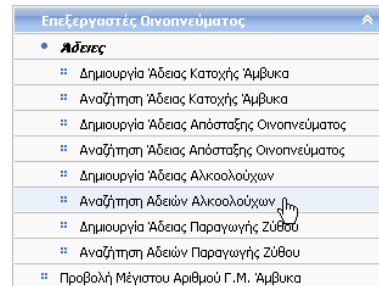 Επεξεργαστές Οινοπνεύματος
Άδειες
Δημιουργία Άδειας Κατοχής Άμβυκα
Αναζήτηση Άδειας Κατοχής Άμβυκα
Δημιουργία Άδειας Απόσταξης Οινοπνεύματος
Αναζήτηση Άδειας Απόσταξης Οινοπνεύματος
Δημιουργία Άδειας Αλκοολούχων
Αναζήτηση Αδειών Αλκοολούχων
Δημιουργία Άδειας Παραγωγής Ζύθου
Αναζήτηση Αδειών Παραγωγής Ζύθου
Προβολή Μέγιστου Αριθμού Γ.Μ. Άμβυκα